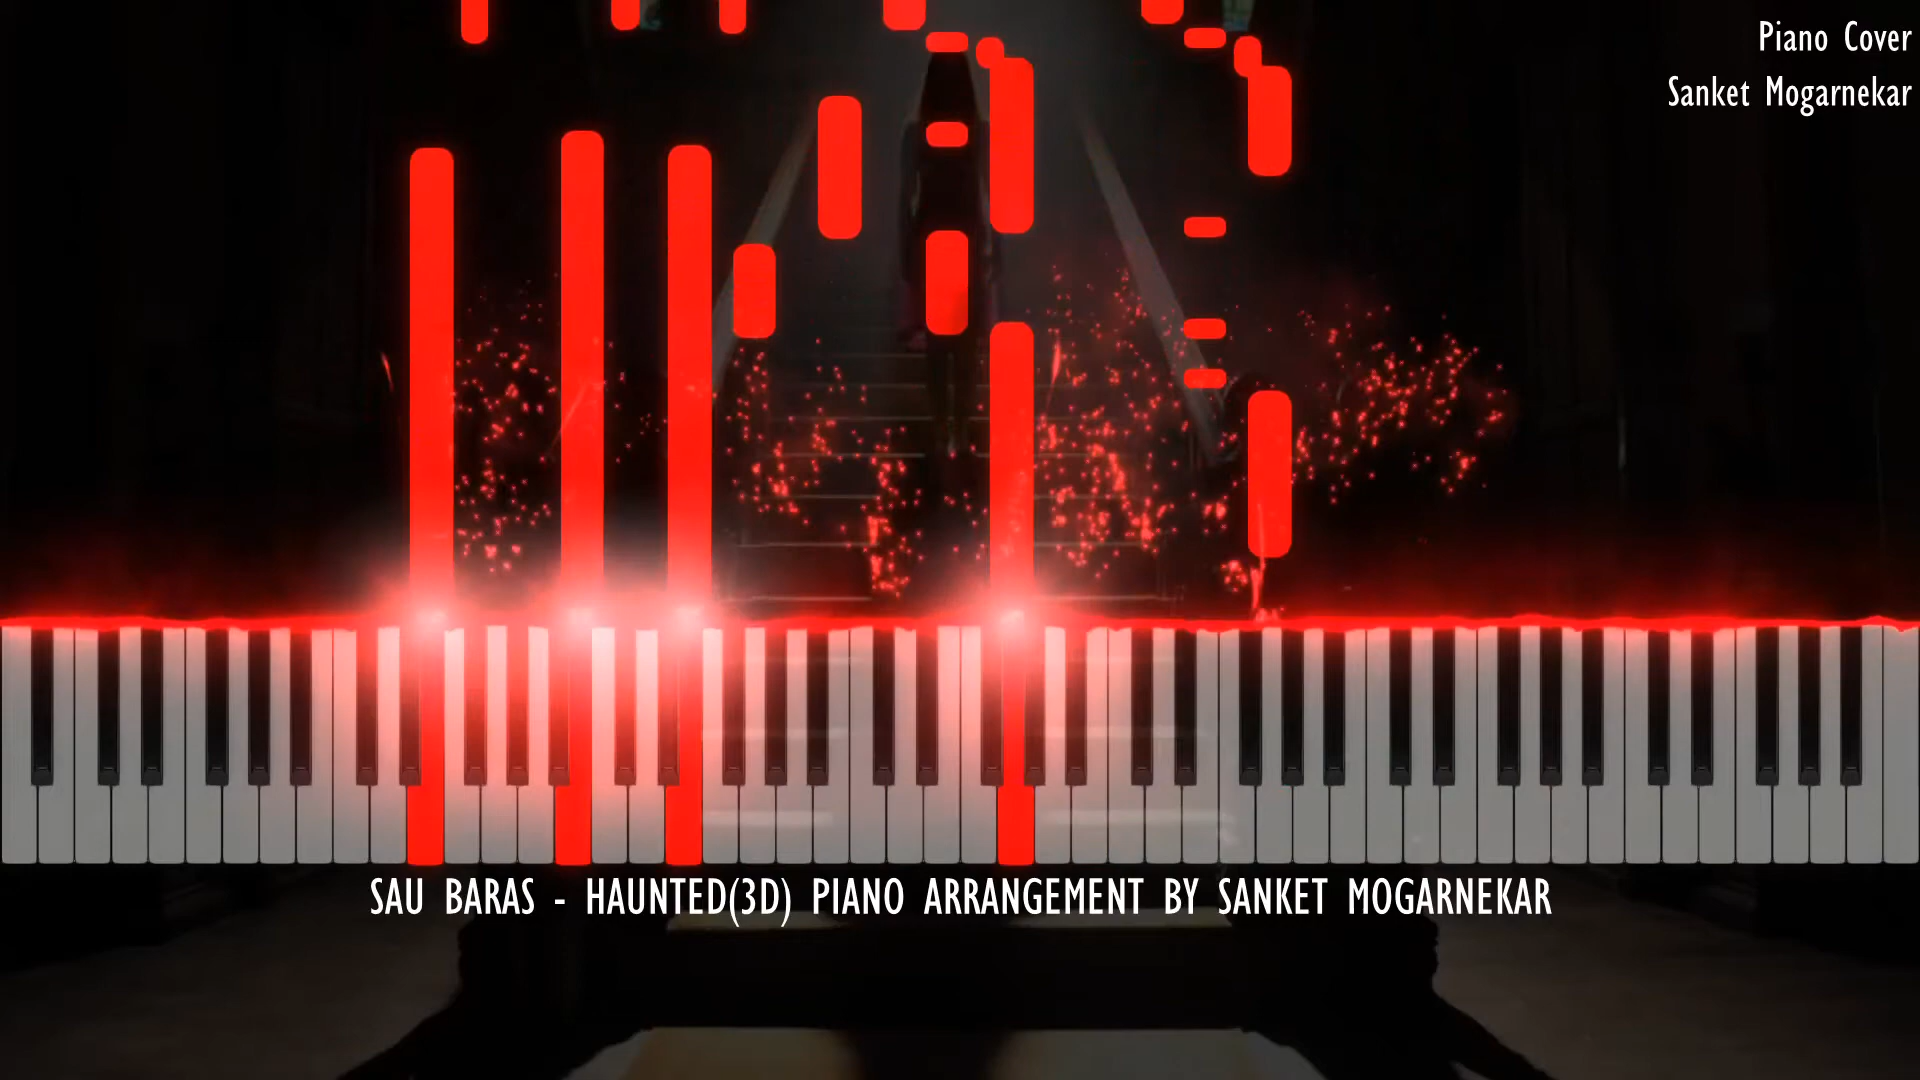 Piano Cover
Sanket Mogarnekar
SAU BARAS - HAUNTED(3D) PIANO ARRANGEMENT BY SANKET MOGARNEKAR